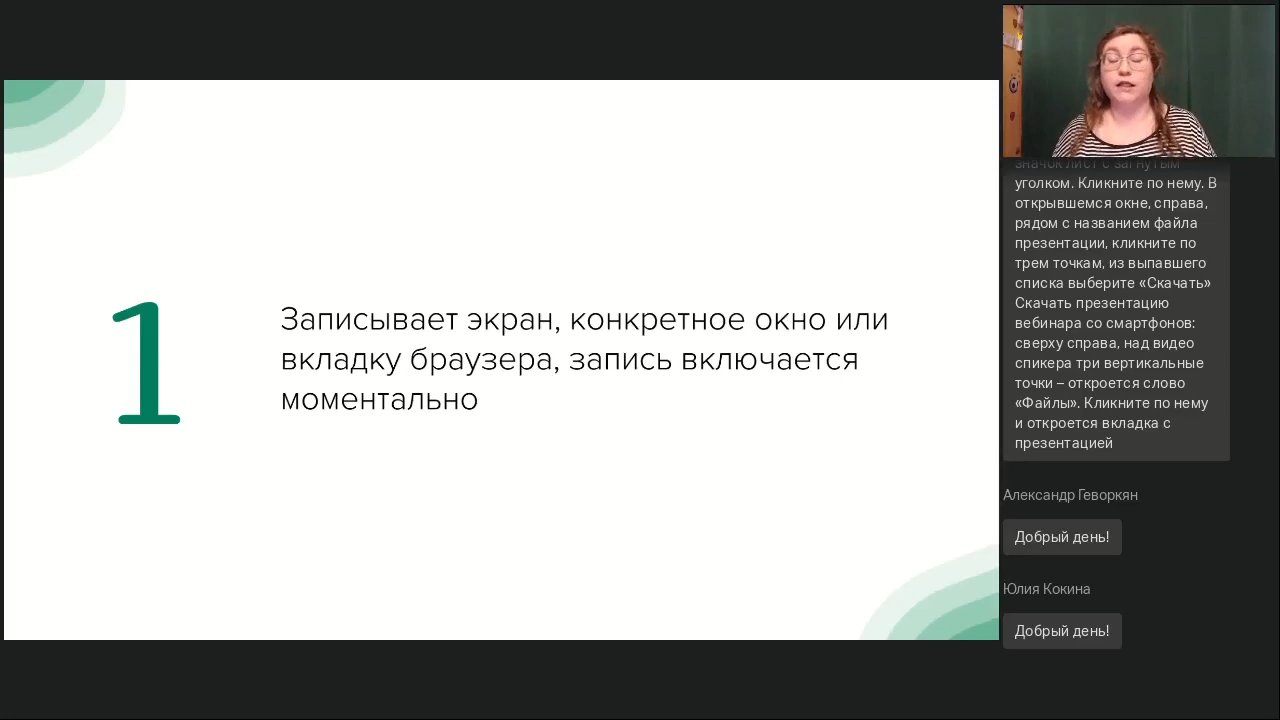 1
Записывает экран, конкретное окно или
вкладку браузера, запись включается
моментально
значок лист с загнутым
уголком. Кликните по нему. В
открывшемся окне, справа,
рядом с названием файла
презентации, кликните по
трем точкам, из выпавшего
списка выберите «Скачать»
Скачать презентацию
вебинара со смартфонов:
сверху справа, над видео
спикера три вертикальные
точки – откроется слово
«Файлы». Кликните по нему
и откроется вкладка с
презентацией
Александр Геворкян
Добрый день!
Юлия Кокина
Добрый день!